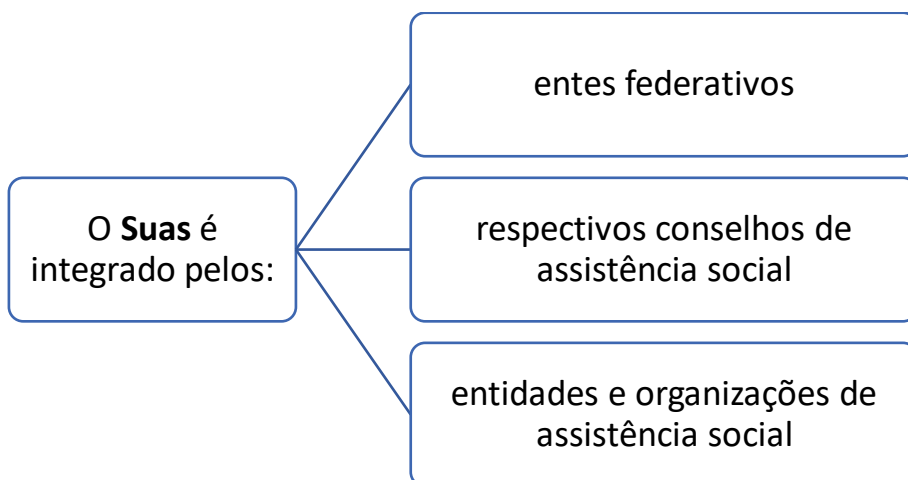 entes federativos
O Suas é
integrado pelos:
respectivos conselhos de
assistência social
entidades e organizações de
assistência social